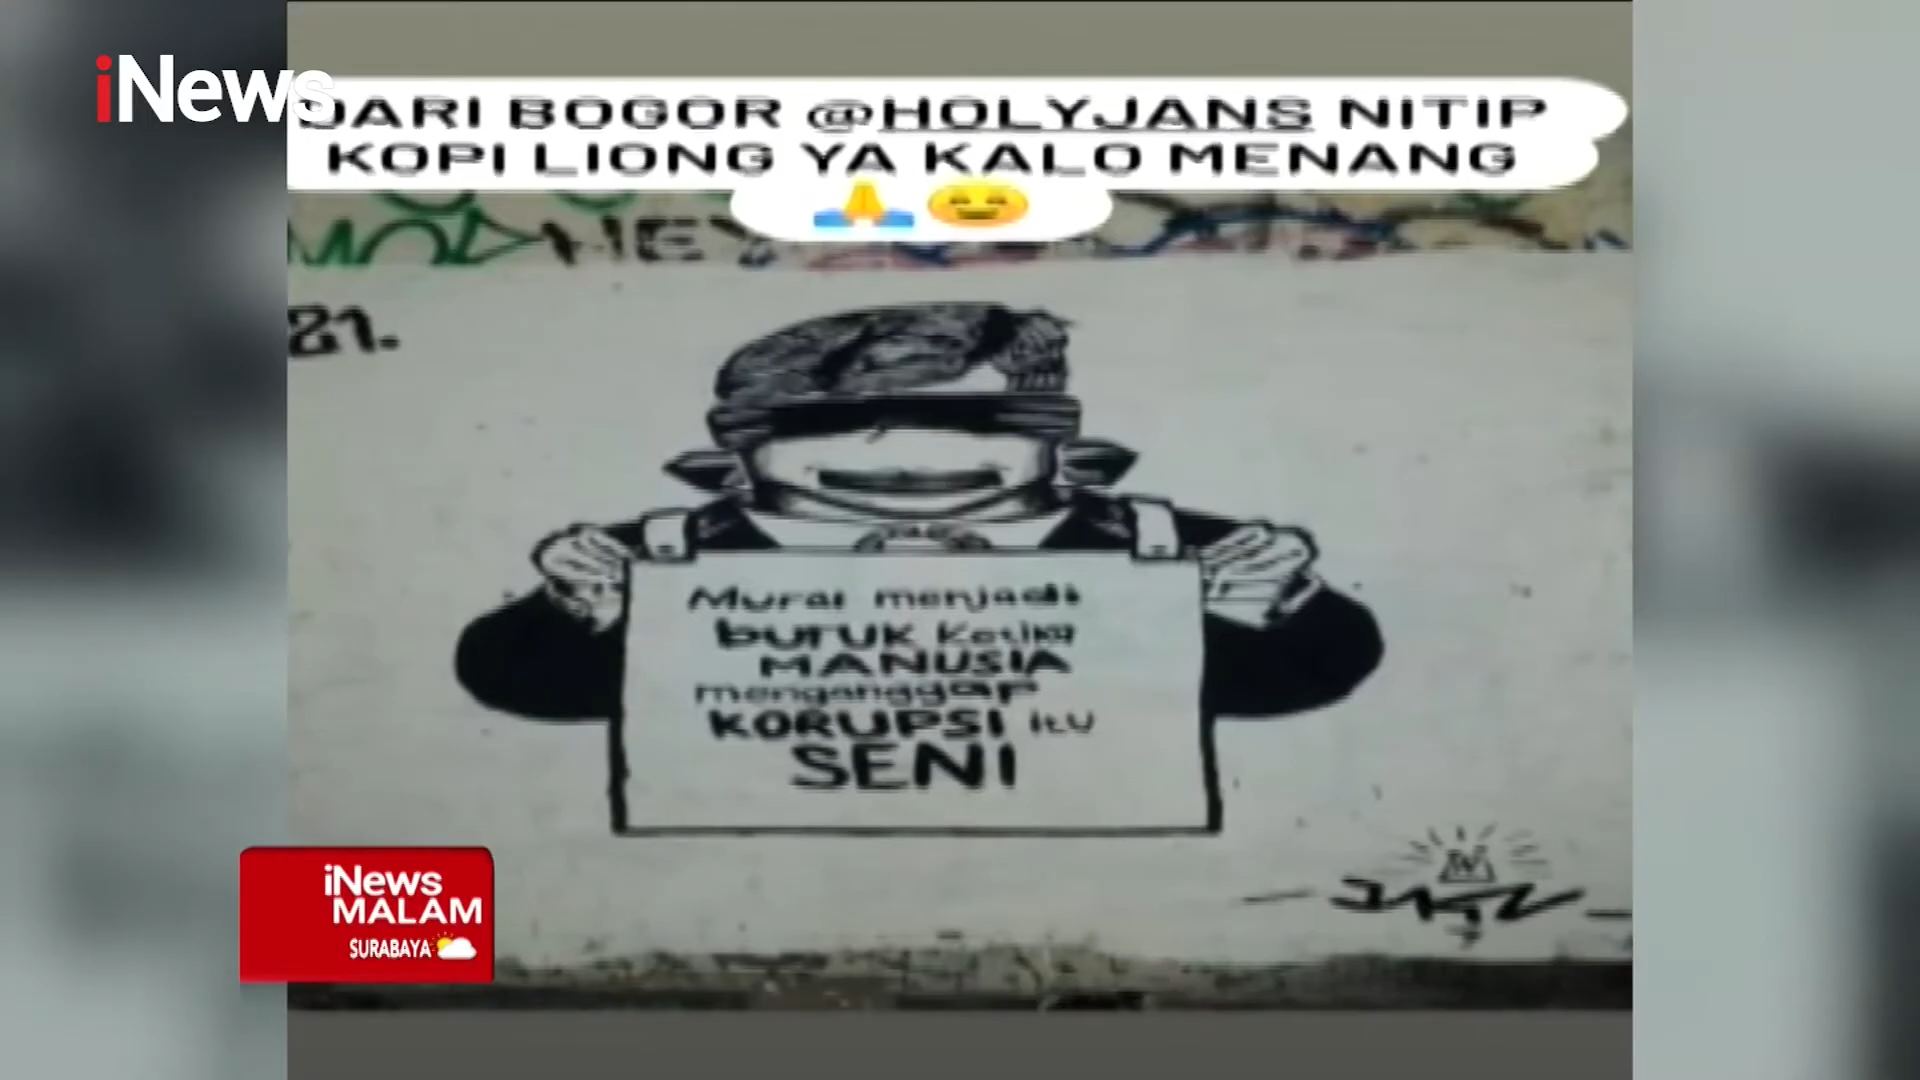 iNews
DARI BOGOR @HOLYJANS NITIP
KOPI LIONG YA KALO MENANG
MONEY
21.
Mural menjadi
buruk ketika
MANUSIA
menganggap
KORUPSI itu
SENI
iNews
MALAM
SURABAYA